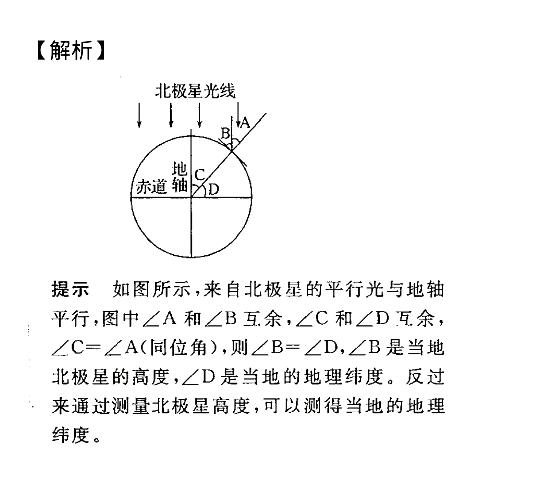 【解析】
北极星光线
A
B
地
C
赤道
轴
D
提示 如图所示,来自北极星的平行光与地轴
平行,图中∠A 和∠B 互余,∠C 和∠D 互余,
∠C=∠A(同位角),则∠B=∠D,∠B 是当地
北极星的高度,∠D 是当地的地理纬度。反过
来通过测量北极星高度,可以测得当地的地理
纬度。